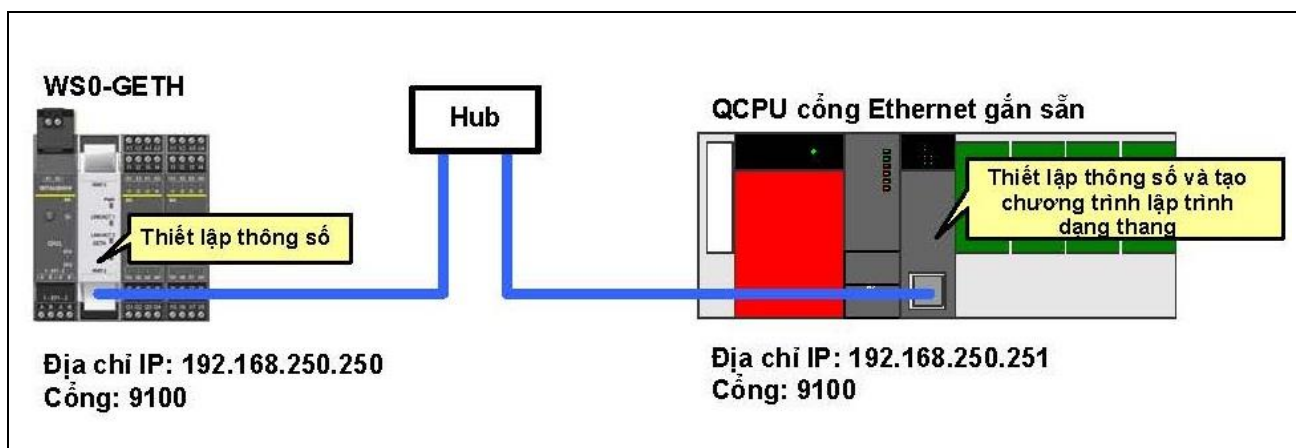 WS0-GETH
Hub
QCPU cổng Ethernet gắn sẵn
Thiết lập thông số
Thiết lập thông số và tạo
chương trình lập trình
dạng thang
Địa chỉ IP: 192.168.250.250
Cổng: 9100
Địa chỉ IP: 192.168.250.251
Cổng: 9100